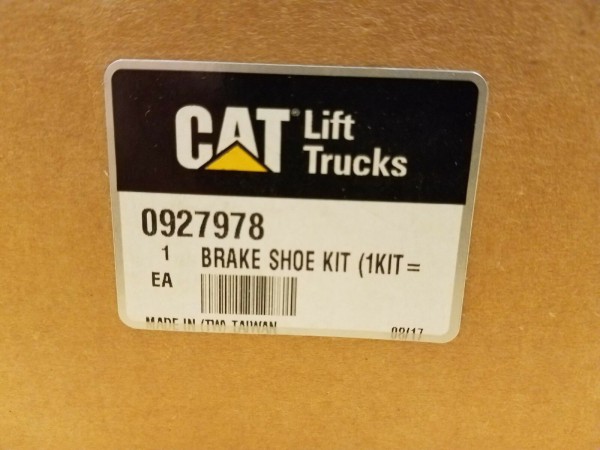 CAT® Lift
Trucks
0927978
1 BRAKE SHOE KIT (1KIT=
EA
MADE IN (TW) TAIWAN 08/17